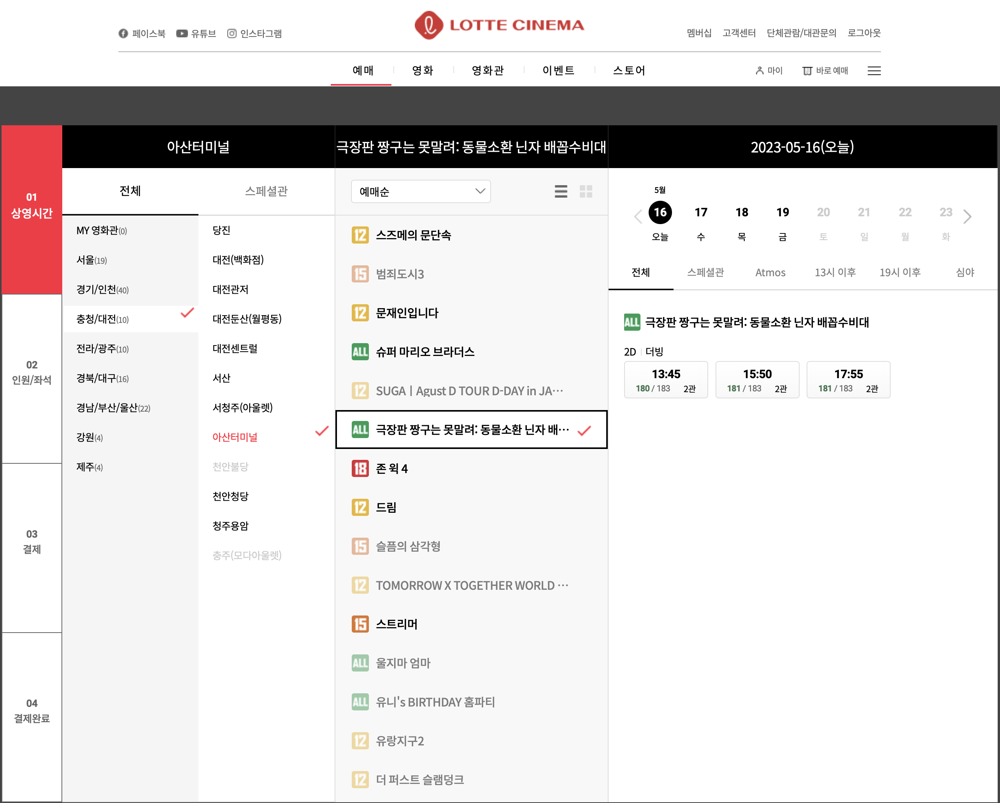 페이스북 유튜브 인스타그램
LOTTE CINEMA
멤버십 고객센터 단체관람/대관문의 로그아웃
예매 영화 영화관 이벤트 스토어
마이 바로 예매
01
상영시간
02
인원/좌석
03
결제
04
결제완료
아산터미널
전체 스페셜관
MY 영화관(0)
서울(19)
경기/인천(40)
충청/대전(10)
전라/광주(10)
경북/대구(16)
경남/부산/울산(22)
강원(4)
제주(4)
당진
대전(백화점)
대전관저
대전둔산(월평동)
대전센트럴
서산
서청주(아울렛)
아산터미널
천안불당
천안청당
청주용암
충주(모다아울렛)
극장판 짱구는 못말려: 동물소환 닌자 배꼽수비대
예매순
12 스즈메의 문단속
15 범죄도시3
12 문재인입니다
ALL 슈퍼 마리오 브라더스
12 SUGA | Agust D TOUR D-DAY in JA…
ALL 극장판 짱구는 못말려: 동물소환 닌자 배…
18 존 윅 4
12 드림
15 슬픔의 삼각형
12 TOMORROW X TOGETHER WORLD …
15 스트리머
ALL 울지마 엄마
ALL 유니's BIRTHDAY 홈파티
12 유랑지구2
12 더 퍼스트 슬램덩크
2023-05-16(오늘)
5월
16 17 18 19 20 21 22 23
오늘 수 목 금 토 일 월 화
전체 스페셜관 Atmos 13시 이후 19시 이후 심야
ALL 극장판 짱구는 못말려: 동물소환 닌자 배꼽수비대
2D 더빙
13:45 15:50 17:55
180 / 183 2관 181 / 183 2관 181 / 183 2관